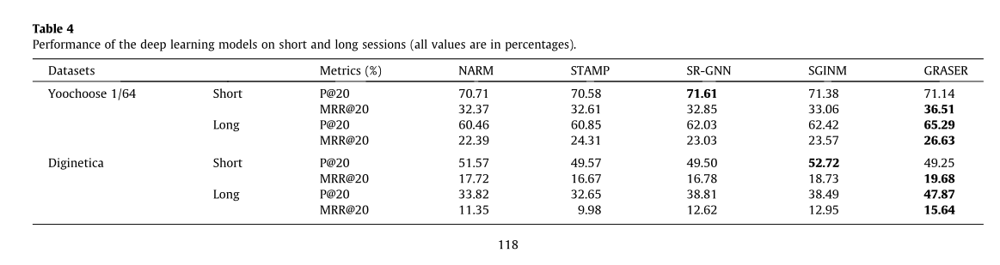 Table 4
Performance of the deep learning models on short and long sessions (all values are in percentages).
Datasets Metrics (%) NARM STAMP SR-GNN SGINM GRASER
Yoochoose 1/64 Short P@20 70.71 70.58 71.61 71.38 71.14
MRR@20 32.37 32.61 32.85 33.06 36.51
Long P@20 60.46 60.85 62.03 62.42 65.29
MRR@20 22.39 24.31 23.03 23.57 26.63
Diginetica Short P@20 51.57 49.57 49.50 52.72 49.25
MRR@20 17.72 16.67 16.78 18.73 19.68
Long P@20 33.82 32.65 38.81 38.49 47.87
MRR@20 11.35 9.98 12.62 12.95 15.64
118